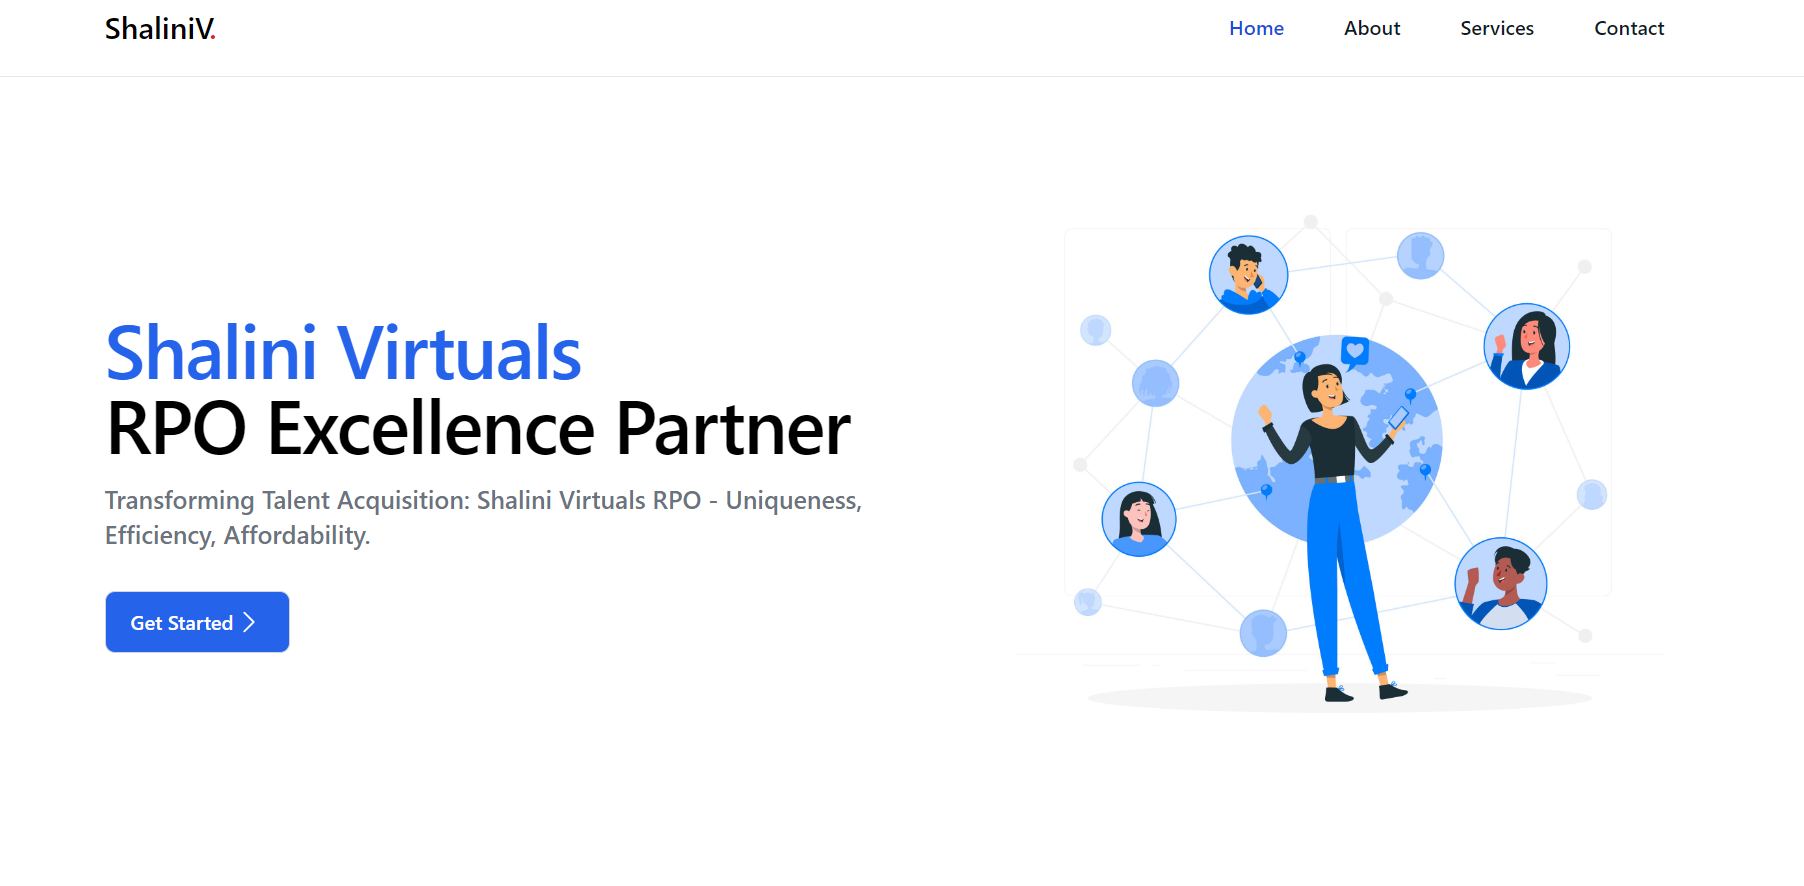 ShaliniV.
Home About Services Contact
Shalini Virtuals
RPO Excellence Partner
Transforming Talent Acquisition: Shalini Virtuals RPO - Uniqueness,
Efficiency, Affordability.
Get Started